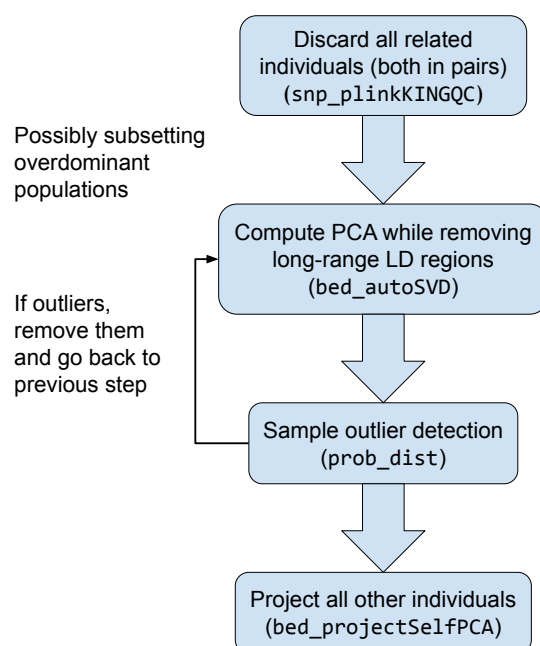 Discard all related
individuals (both in pairs)
(snp_plinkKINGQC)
Possibly subsetting
overdominant
populations
Compute PCA while removing
long-range LD regions
(bed_autoSVD)
If outliers,
remove them
and go back to
previous step
Sample outlier detection
(prob_dist)
Project all other individuals
(bed_projectSelfPCA)